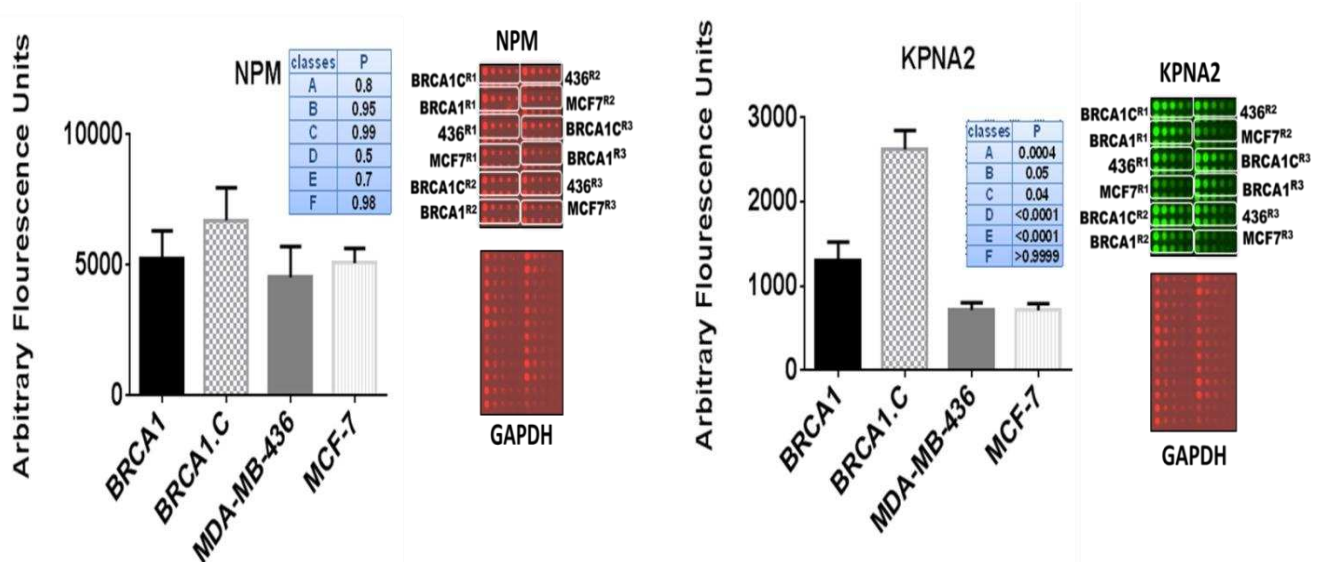 Arbitrary Flourescence Units
NPM
classes P
A 0.8
B 0.95
C 0.99
D 0.5
E 0.7
F 0.98
10000
5000
0
BRCA1
BRCA1.C
MDA-MB-436
MCF-7
NPM
BRCA1C^R1 436^R2
BRCA1^R1 MCF7^R2
436^R1 BRCA1C^R3
MCF7^R1 BRCA1^R3
BRCA1C^R2 436^R3
BRCA1^R2 MCF7^R3
GAPDH
Arbitrary Flourescence Units
KPNA2
3000
2000
1000
0
classes P
A 0.0004
B 0.05
C 0.04
D <0.0001
E <0.0001
F >0.9999
BRCA1
BRCA1.C
MDA-MB-436
MCF-7
KPNA2
BRCA1C^R1 436^R2
BRCA1^R1 MCF7^R2
436^R1 BRCA1C^R3
MCF7^R1 BRCA1^R3
BRCA1C^R2 436^R3
BRCA1^R2 MCF7^R3
GAPDH